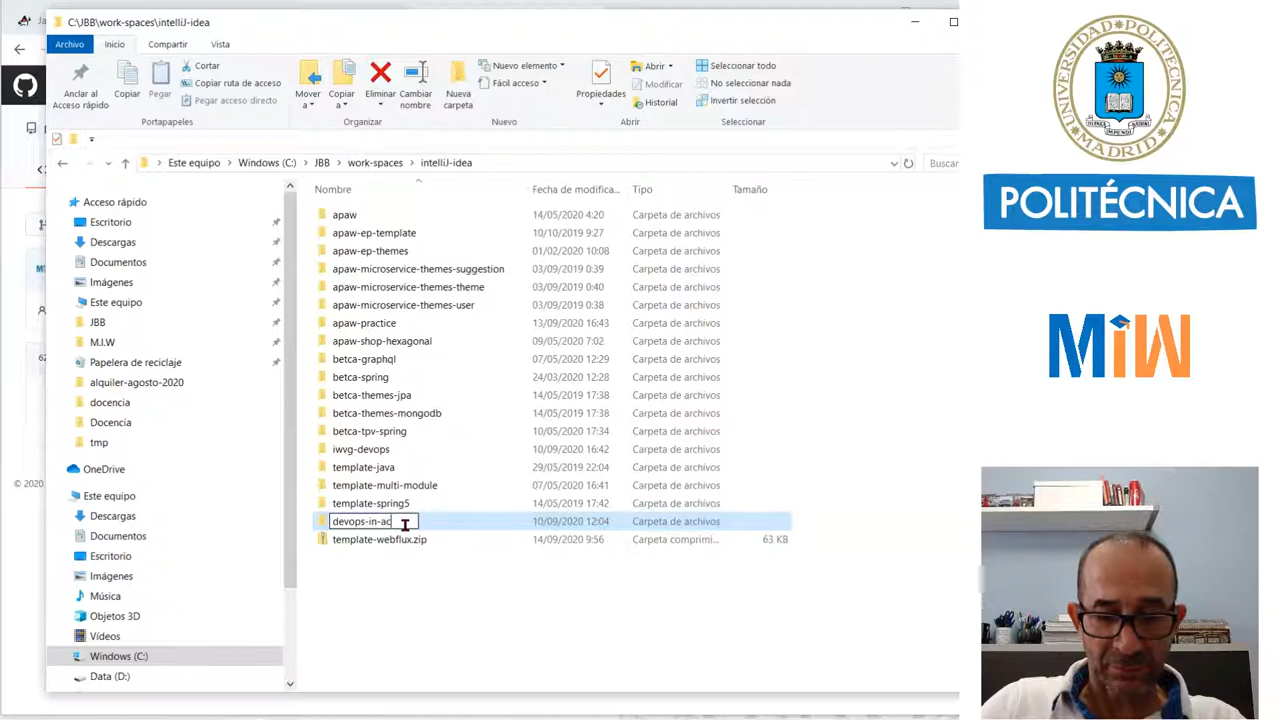 Ja
C:\JBB\work-spaces\intelliJ-idea
Archivo Inicio Compartir Vista
Anclar al Acceso rápido
Copiar
Pegar
Cortar
Copiar ruta de acceso
Pegar acceso directo
Mover a
Copiar a
Eliminar
Cambiar nombre
Nueva carpeta
Nuevo elemento
Fácil acceso
Propiedades
Abrir
Modificar
Historial
Seleccionar todo
No seleccionar nada
Invertir selección
Portapapeles Organizar Nuevo Abrir Seleccionar
Este equipo > Windows (C:) > JBB > work-spaces > intelliJ-idea
Buscar
Nombre Fecha de modifica... Tipo Tamaño
Acceso rápido
Escritorio
Descargas
Documentos
Imágenes
Este equipo
JBB
M.I.W
Papelera de reciclaje
alquiler-agosto-2020
docencia
Docencia
tmp
OneDrive
Este equipo
Descargas
Documentos
Escritorio
Imágenes
Música
Objetos 3D
Vídeos
Windows (C:)
Data (D:)
apaw 14/05/2020 4:20 Carpeta de archivos
apaw-ep-template 10/10/2019 9:27 Carpeta de archivos
apaw-ep-themes 01/02/2020 10:08 Carpeta de archivos
apaw-microservice-themes-suggestion 03/09/2019 0:39 Carpeta de archivos
apaw-microservice-themes-theme 03/09/2019 0:40 Carpeta de archivos
apaw-microservice-themes-user 03/09/2019 0:38 Carpeta de archivos
apaw-practice 13/09/2020 16:43 Carpeta de archivos
apaw-shop-hexagonal 09/05/2020 7:02 Carpeta de archivos
betca-graphql 07/05/2020 12:29 Carpeta de archivos
betca-spring 24/03/2020 12:28 Carpeta de archivos
betca-themes-jpa 14/05/2020 17:38 Carpeta de archivos
betca-themes-mongodb 14/05/2020 17:38 Carpeta de archivos
betca-tpv-spring 10/09/2020 17:34 Carpeta de archivos
iwvg-devops 10/09/2020 16:42 Carpeta de archivos
template-java 29/05/2019 22:04 Carpeta de archivos
template-multi-module 07/05/2020 16:41 Carpeta de archivos
template-spring5 14/05/2019 17:42 Carpeta de archivos
devops-in-ac 10/09/2020 12:04 Carpeta de archivos
template-webflux.zip 14/09/2020 9:56 Carpeta comprimi... 63 KB
© 2020
UNIVERSIDAD POLITÉCNICA
MADRID
POLITÉCNICA
MiW